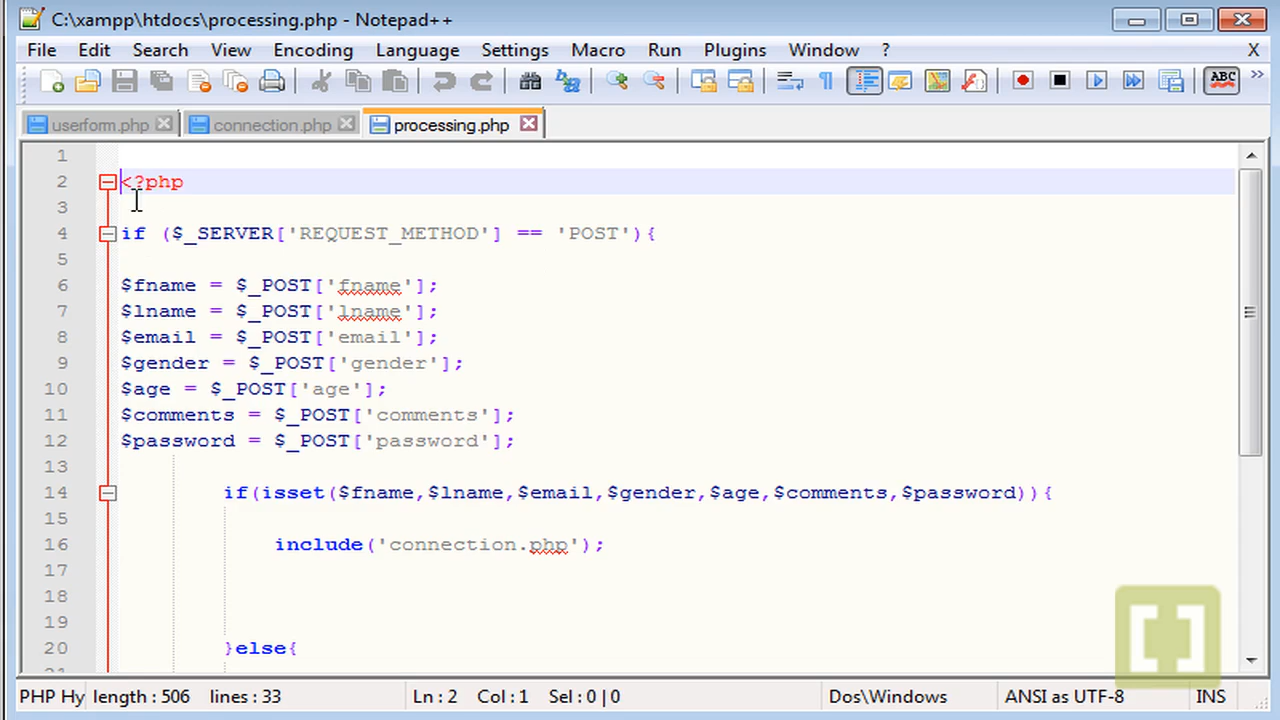 C:\xampp\htdocs\processing.php - Notepad++
File Edit Search View Encoding Language Settings Macro Run Plugins Window ? X
ABC
userform.php connection.php processing.php
1
2 <?php
3
4 if ($_SERVER['REQUEST_METHOD'] == 'POST'){
5
6 $fname = $_POST['fname'];
7 $lname = $_POST['lname'];
8 $email = $_POST['email'];
9 $gender = $_POST['gender'];
10 $age = $_POST['age'];
11 $comments = $_POST['comments'];
12 $password = $_POST['password'];
13
14 if(isset($fname,$lname,$email,$gender,$age,$comments,$password)){
15
16 include('connection.php');
17
18
19
20 }else{
PHP Hy length : 506 lines : 33 Ln : 2 Col : 1 Sel : 0 | 0 Dos\Windows ANSI as UTF-8 INS